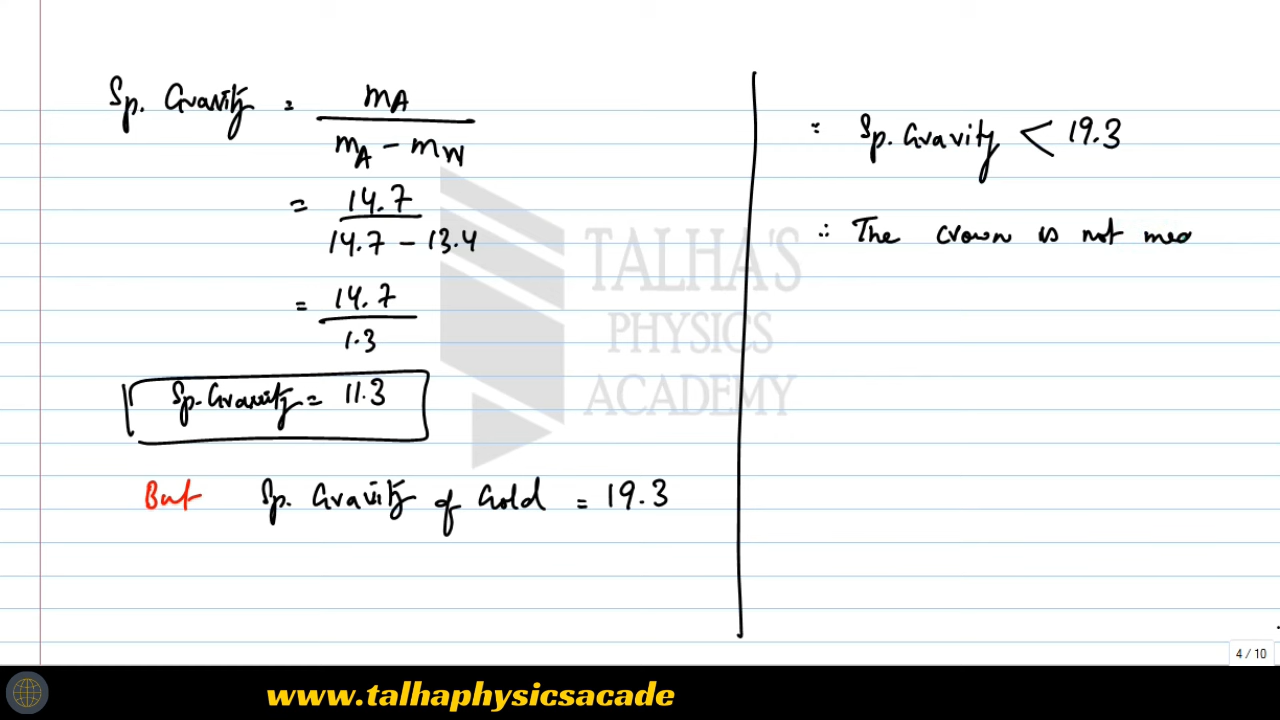 Sp. Gravity = mA
mA - mW
= 14.7
14.7 - 13.4
= 14.7
1.3
Sp. Gravity = 11.3
But Sp. Gravity of Gold = 19.3
∵ Sp. Gravity < 19.3
∴ The crown is not mea
TALHA'S
PHYSICS
ACADEMY
4 / 10
www.talhaphysicsacade